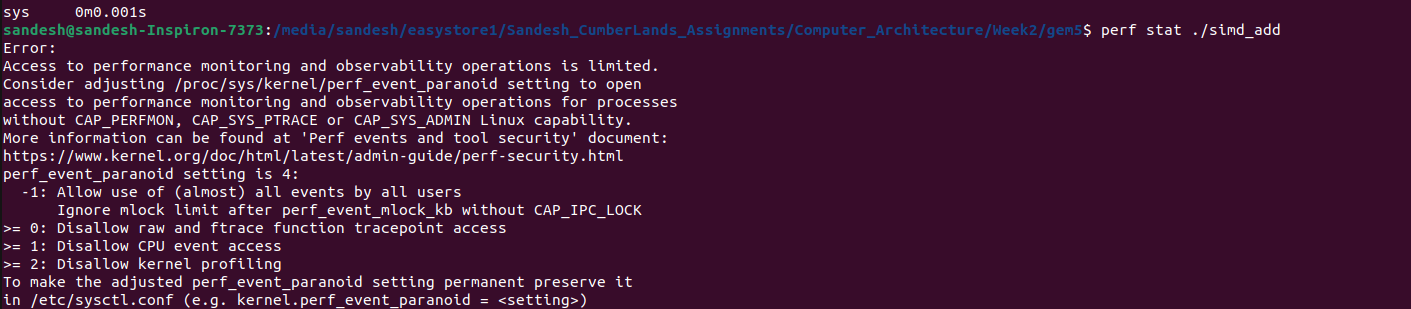 sys     0m0.001s
sandesh@sandesh-Inspiron-7373:/media/sandesh/easystore1/Sandesh_CumberLands_Assignments/Computer_Architecture/Week2/gem5$ perf stat ./simd_add
Error:
Access to performance monitoring and observability operations is limited.
Consider adjusting /proc/sys/kernel/perf_event_paranoid setting to open
access to performance monitoring and observability operations for processes
without CAP_PERFMON, CAP_SYS_PTRACE or CAP_SYS_ADMIN Linux capability.
More information can be found at 'Perf events and tool security' document:
https://www.kernel.org/doc/html/latest/admin-guide/perf-security.html
perf_event_paranoid setting is 4:
  -1: Allow use of (almost) all events by all users
      Ignore mlock limit after perf_event_mlock_kb without CAP_IPC_LOCK
>= 0: Disallow raw and ftrace function tracepoint access
>= 1: Disallow CPU event access
>= 2: Disallow kernel profiling
To make the adjusted perf_event_paranoid setting permanent preserve it
in /etc/sysctl.conf (e.g. kernel.perf_event_paranoid = <setting>)